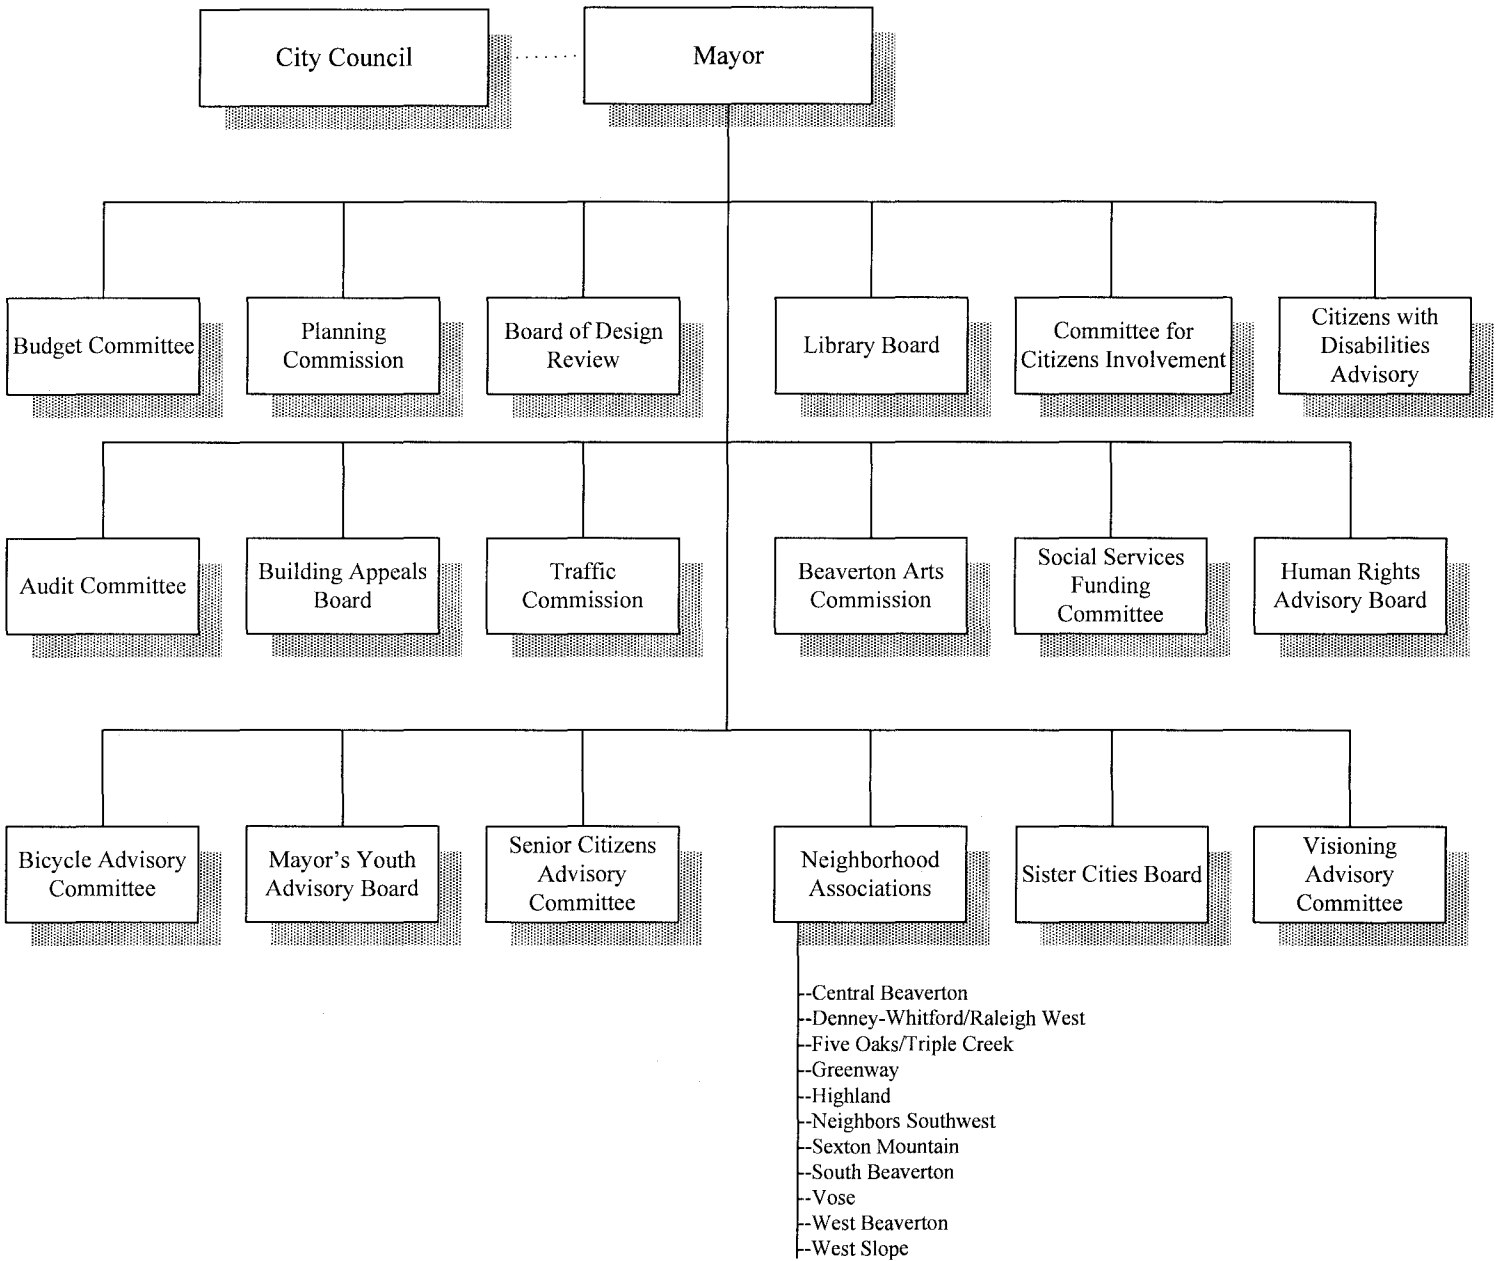 City Council
Mayor
Budget Committee
Planning
Commission
Board of Design
Review
Library Board
Committee for
Citizens Involvement
Citizens with
Disabilities
Advisory
Audit Committee
Building Appeals
Board
Traffic
Commission
Beaverton Arts
Commission
Social Services
Funding
Committee
Human Rights
Advisory Board
Bicycle Advisory
Committee
Mayor's Youth
Advisory Board
Senior Citizens
Advisory
Committee
Neighborhood
Associations
Sister Cities Board
Visioning
Advisory
Committee
--Central Beaverton
--Denney-Whitford/Raleigh West
--Five Oaks/Triple Creek
--Greenway
--Highland
--Neighbors Southwest
--Sexton Mountain
--South Beaverton
--Vose
--West Beaverton
--West Slope